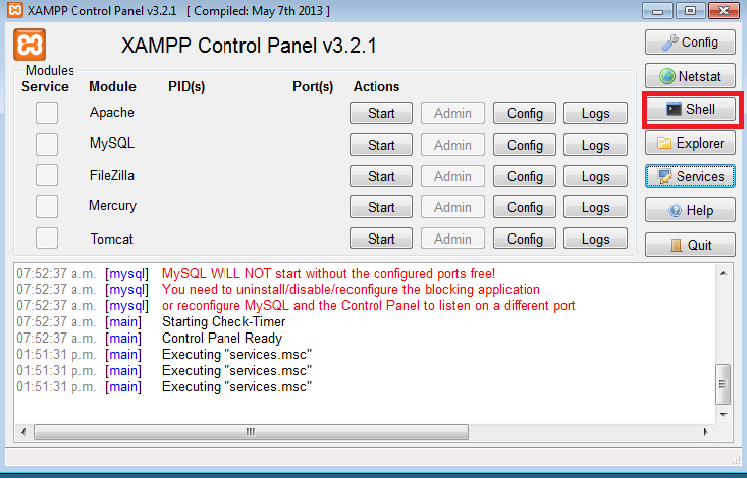 XAMPP Control Panel v3.2.1 [ Compiled: May 7th 2013 ]
XAMPP Control Panel v3.2.1
Config
Modules
Service Module PID(s) Port(s) Actions
Netstat
Apache Start Admin Config Logs
Shell
MySQL Start Admin Config Logs
Explorer
FileZilla Start Admin Config Logs
Services
Mercury Start Admin Config Logs
Help
Tomcat Start Admin Config Logs
Quit
07:52:37 a.m. [mysql] MySQL WILL NOT start without the configured ports free!
07:52:37 a.m. [mysql] You need to uninstall/disable/reconfigure the blocking application
07:52:37 a.m. [mysql] or reconfigure MySQL and the Control Panel to listen on a different port
07:52:37 a.m. [main] Starting Check-Timer
07:52:37 a.m. [main] Control Panel Ready
01:51:31 p.m. [main] Executing "services.msc"
01:51:31 p.m. [main] Executing "services.msc"
01:51:31 p.m. [main] Executing "services.msc"